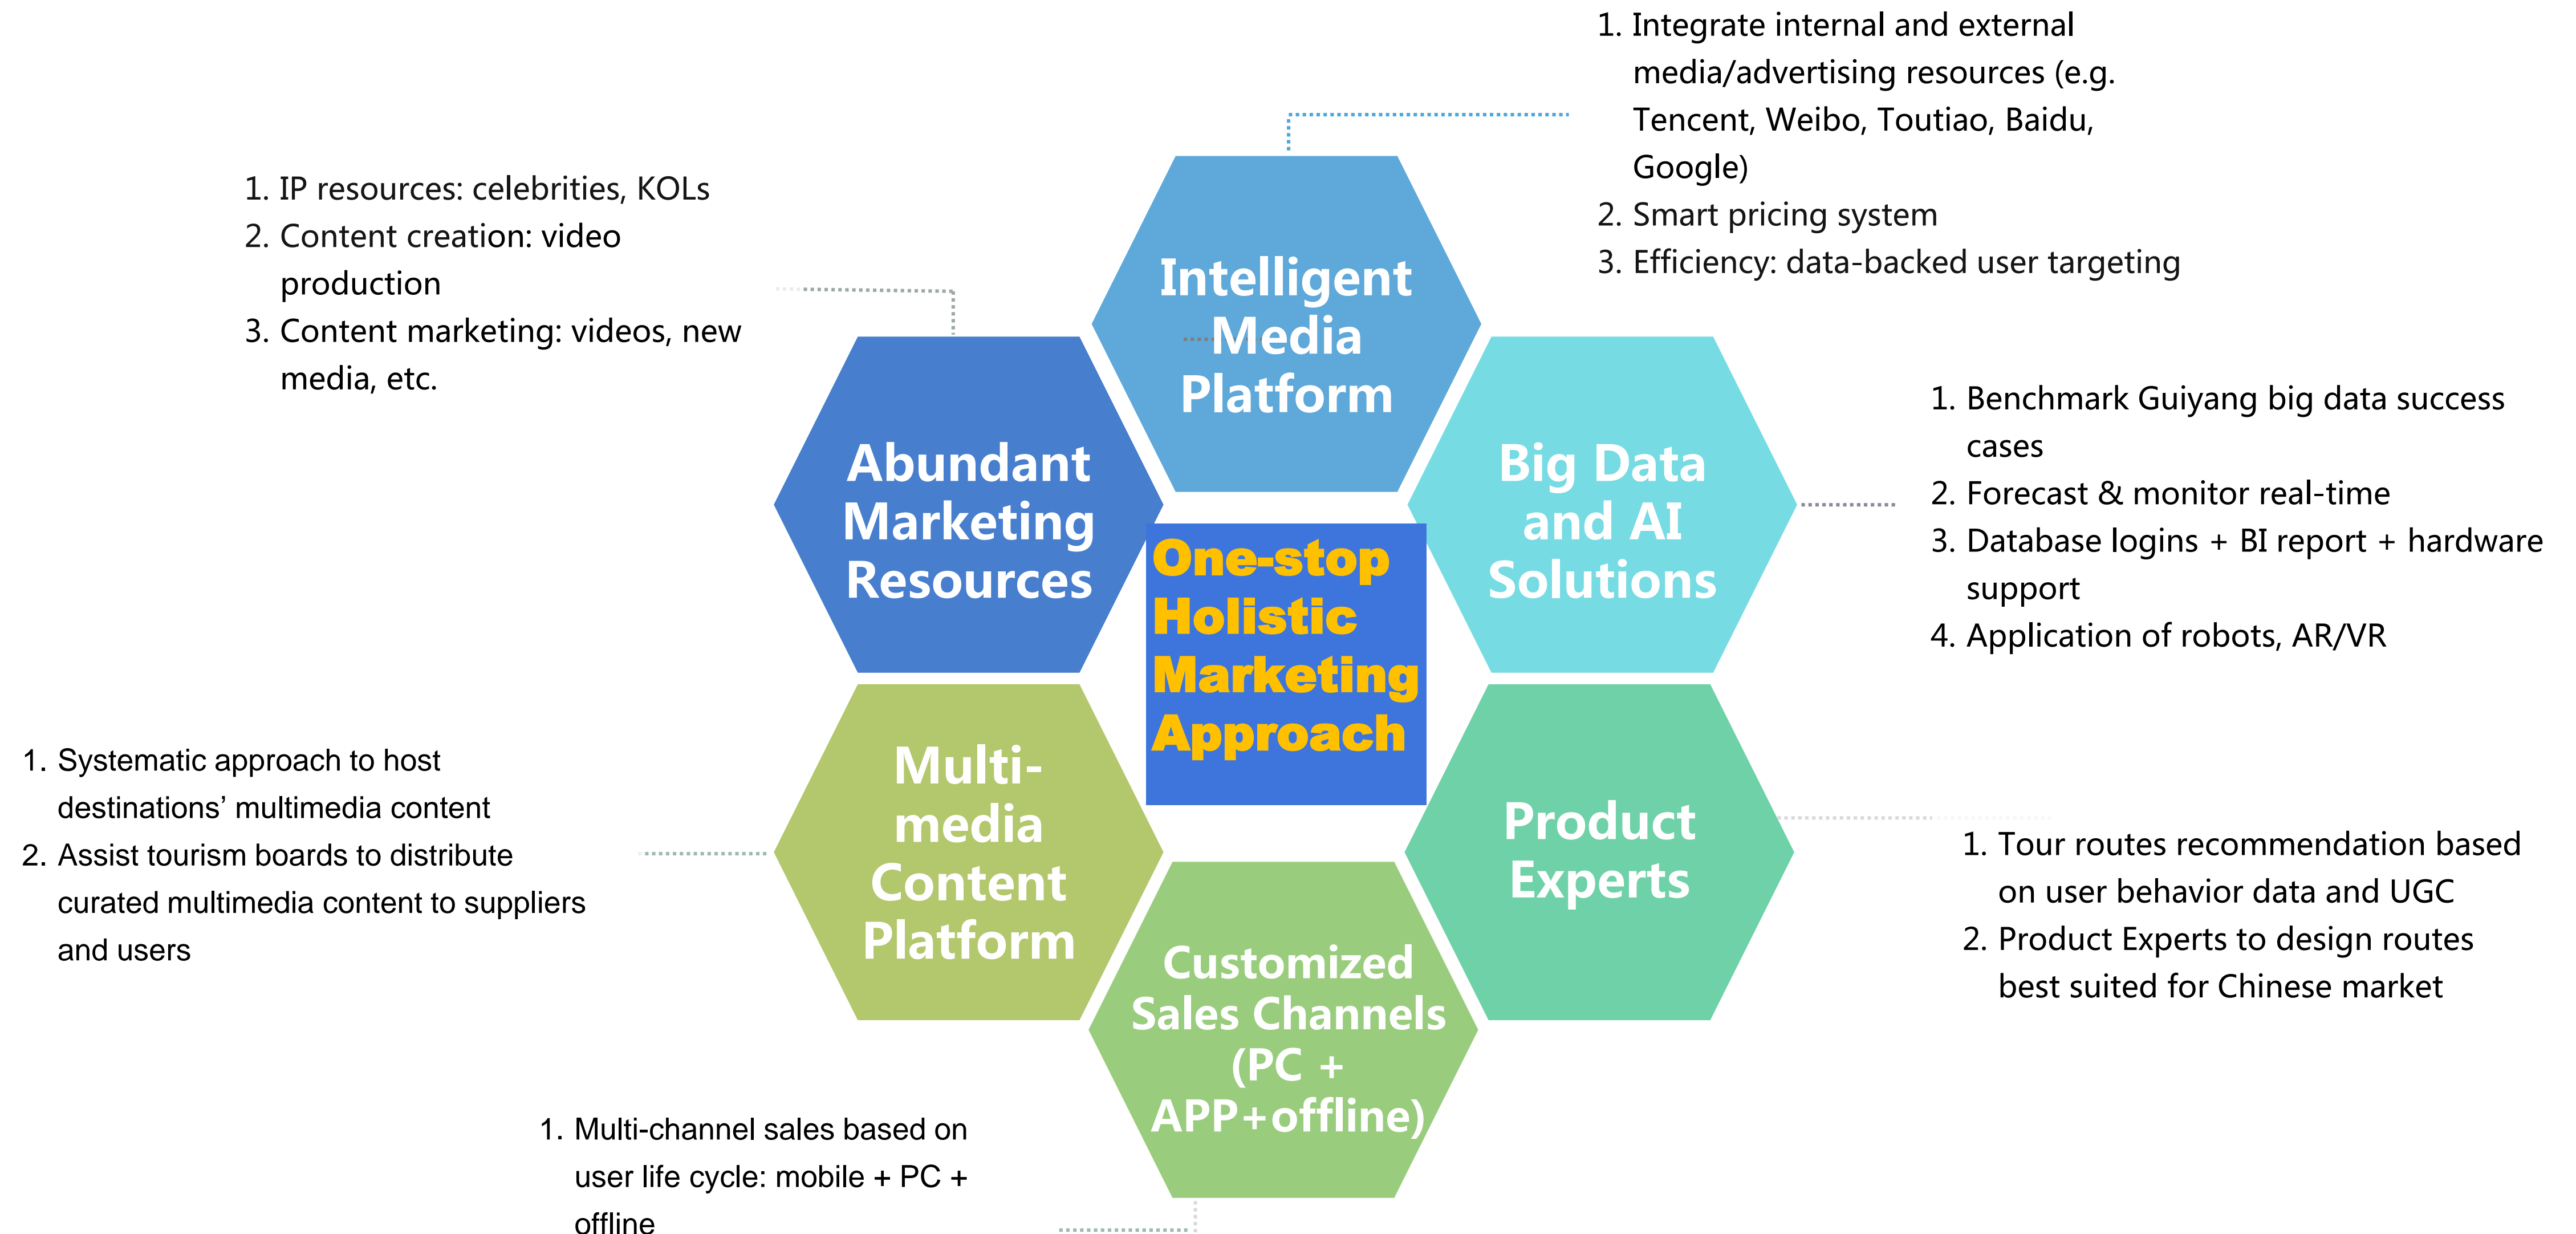 1. Integrate internal and external
media/advertising resources (e.g.
Tencent, Weibo, Toutiao, Baidu,
Google)
2. Smart pricing system
3. Efficiency: data-backed user targeting
1. IP resources: celebrities, KOLs
2. Content creation: video
production
3. Content marketing: videos, new
media, etc.
Intelligent
Media
Platform
Abundant
Marketing
Resources
Big Data
and AI
Solutions
1. Benchmark Guiyang big data success
cases
2. Forecast & monitor real-time
3. Database logins + BI report + hardware
support
4. Application of robots, AR/VR
One-stop
Holistic
Marketing
Approach
1. Systematic approach to host
destinations’ multimedia content
2. Assist tourism boards to distribute
curated multimedia content to suppliers
and users
Multi-
media
Content
Platform
Product
Experts
1. Tour routes recommendation based
on user behavior data and UGC
2. Product Experts to design routes
best suited for Chinese market
Customized
Sales Channels
(PC +
APP+offline)
1. Multi-channel sales based on
user life cycle: mobile + PC +
offline